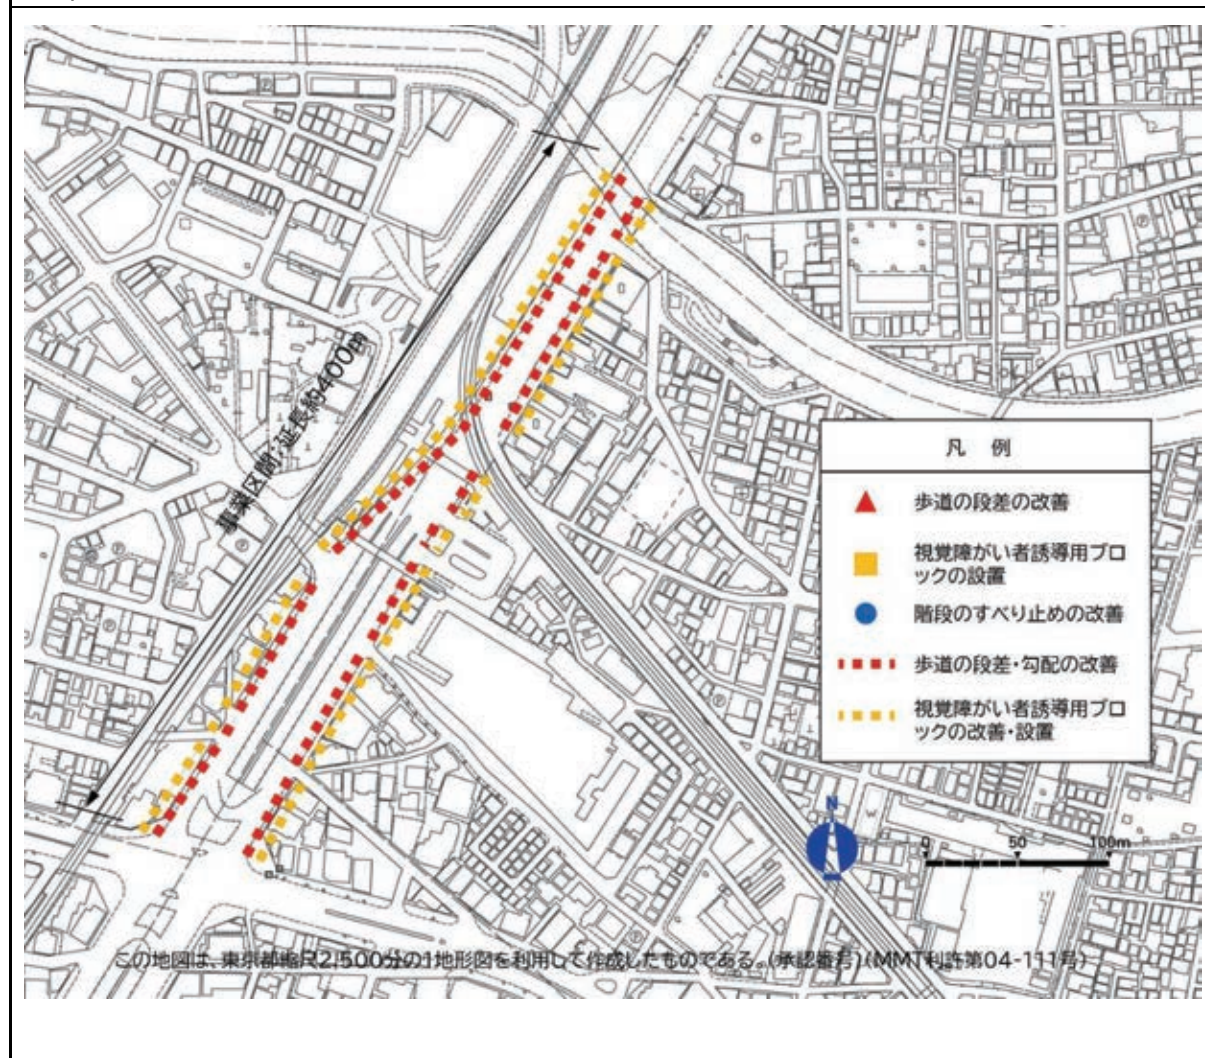 事業区間:延長約400m
凡 例
歩道の段差の改善
視覚障がい者誘導用ブロ
ックの設置
階段のすべり止めの改善
歩道の段差・勾配の改善
視覚障がい者誘導用ブロ
ックの改善・設置
N
0 50 100m
この地図は、東京都縮尺2,500分の1地形図を利用して作成したものである。(承認番号)(MMT利許第04-111号)